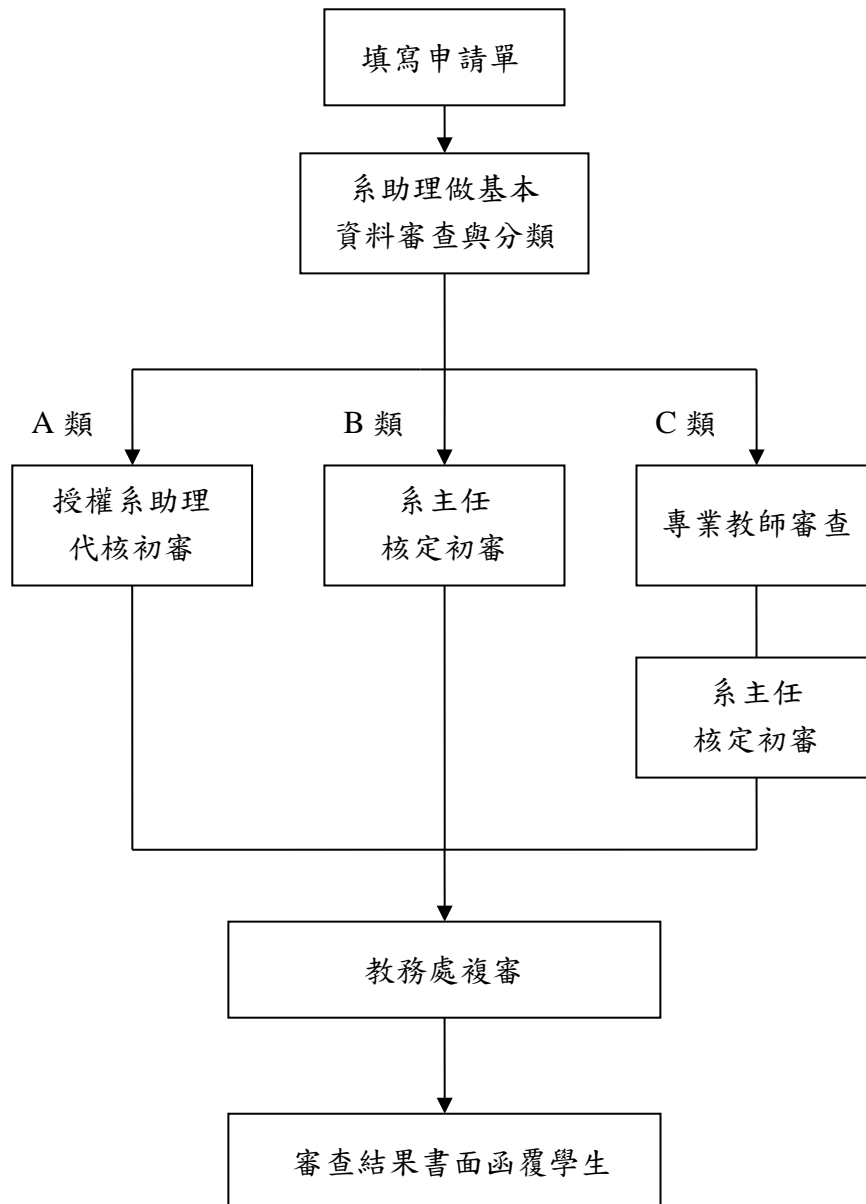 填寫申請單
系助理做基本
資料審查與分類
A 類
B 類
C 類
授權系助理
代核初審
系主任
核定初審
專業教師審查
系主任
核定初審
教務處複審
審查結果書面函覆學生